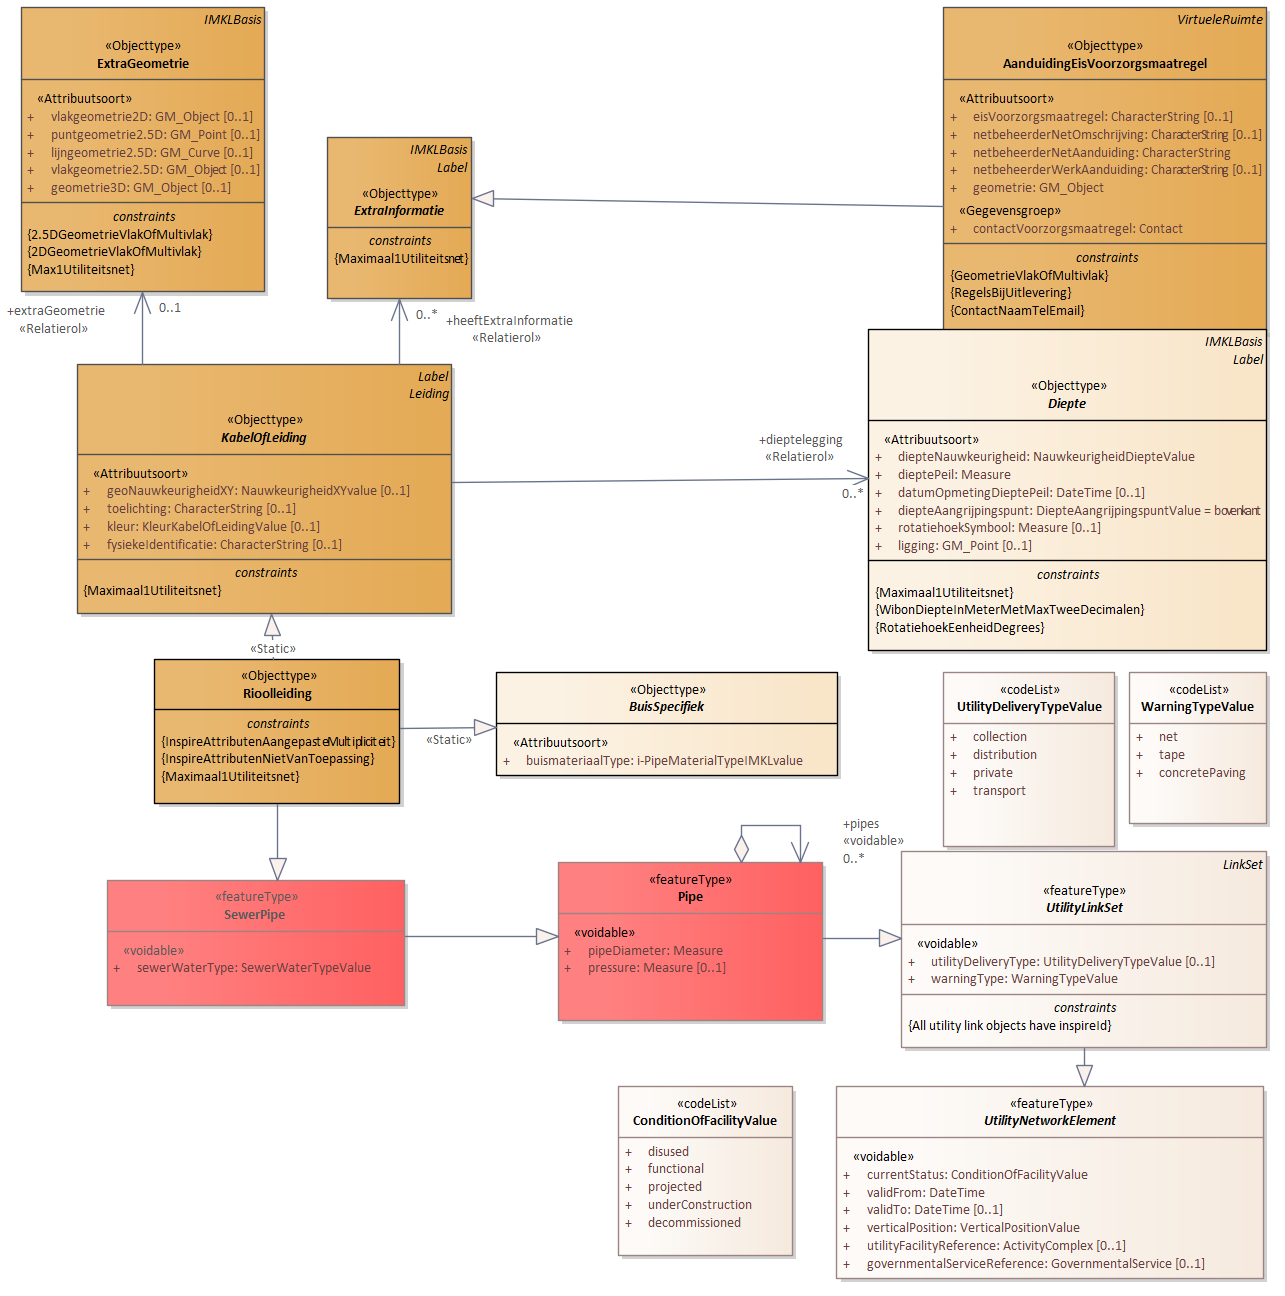 IMKLBasis
«Objecttype»
ExtraGeometrie
«Attribuutsoort»
+ vlakgeometrie2D: GM_Object [0..1]
+ puntgeometrie2.5D: GM_Point [0..1]
+ lijngeometrie2.5D: GM_Curve [0..1]
+ vlakgeometrie2.5D: GM_Object [0..1]
+ geometrie3D: GM_Object [0..1]
constraints
{2.5DGeometrieVlakOfMultivlak}
{2DGeometrieVlakOfMultivlak}
{Max1Utiliteitsnet}
+extraGeometrie
«Relatierol»
0..1
IMKLBasis
Label
«Objecttype»
ExtraInformatie
constraints
{Maximaal1Utiliteitsnet}
0..*
+heeftExtraInformatie
«Relatierol»
VirtueleRuimte
«Objecttype»
AanduidingEisVoorzorgsmaatregel
«Attribuutsoort»
+ eisVoorzorgsmaatregel: CharacterString [0..1]
+ netbeheerderNetOmschrijving: CharacterString [0..1]
+ netbeheerderNetAanduiding: CharacterString
+ netbeheerderWerkAanduiding: CharacterString [0..1]
+ geometrie: GM_Object
«Gegevensgroep»
+ contactVoorzorgsmaatregel: Contact
constraints
{GeometrieVlakOfMultivlak}
{RegelsBijUitlevering}
{ContactNaamTelEmail}
Label
Leiding
«Objecttype»
KabelOfLeiding
«Attribuutsoort»
+ geoNauwkeurigheidXY: NauwkeurigheidXYvalue [0..1]
+ toelichting: CharacterString [0..1]
+ kleur: KleurKabelOfLeidingValue [0..1]
+ fysiekeIdentificatie: CharacterString [0..1]
constraints
{Maximaal1Utiliteitsnet}
+dieptelegging
«Relatierol»
0..*
IMKLBasis
Label
«Objecttype»
Diepte
«Attribuutsoort»
+ diepteNauwkeurigheid: NauwkeurigheidDiepteValue
+ dieptePeil: Measure
+ datumOpmetingDieptePeil: DateTime [0..1]
+ diepteAangrijpingspunt: DiepteAangrijpingspuntValue = bovenkant
+ rotatiehoekSymbool: Measure [0..1]
+ ligging: GM_Point [0..1]
constraints
{Maximaal1Utiliteitsnet}
{WibonDiepteInMeterMetMaxTweeDecimalen}
{RotatiehoekEenheidDegrees}
«Static»
«Objecttype»
Rioolleiding
constraints
{InspireAttributenAangepasteMultipliciteit}
{InspireAttributenNietVanToepassing}
{Maximaal1Utiliteitsnet}
«Static»
«Objecttype»
BuisSpecifiek
«Attribuutsoort»
+ buismateriaalType: i-PipeMaterialTypeIMKLvalue
«codeList»
UtilityDeliveryTypeValue
+ collection
+ distribution
+ private
+ transport
«codeList»
WarningTypeValue
+ net
+ tape
+ concretePaving
+pipes
«voidable»
0..*
«featureType»
SewerPipe
«voidable»
+ sewerWaterType: SewerWaterTypeValue
«featureType»
Pipe
«voidable»
+ pipeDiameter: Measure
+ pressure: Measure [0..1]
LinkSet
«featureType»
UtilityLinkSet
«voidable»
+ utilityDeliveryType: UtilityDeliveryTypeValue [0..1]
+ warningType: WarningTypeValue
constraints
{All utility link objects have inspireId}
«codeList»
ConditionOfFacilityValue
+ disused
+ functional
+ projected
+ underConstruction
+ decommissioned
«featureType»
UtilityNetworkElement
«voidable»
+ currentStatus: ConditionOfFacilityValue
+ validFrom: DateTime
+ validTo: DateTime [0..1]
+ verticalPosition: VerticalPositionValue
+ utilityFacilityReference: ActivityComplex [0..1]
+ governmentalServiceReference: GovernmentalService [0..1]